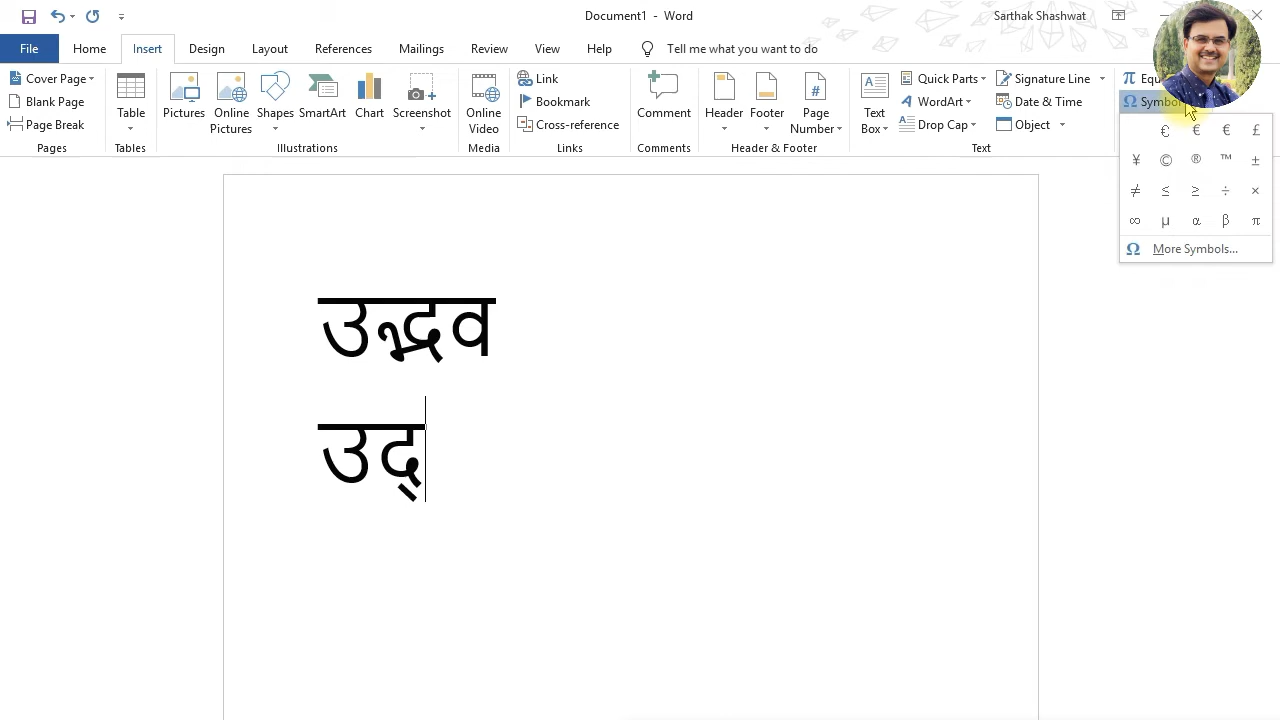 Document1 - Word
Sarthak Shashwat
File Home Insert Design Layout References Mailings Review View Help Tell me what you want to do
Cover Page
Blank Page
Page Break
Pages
Table
Tables
Pictures
Online Pictures
Shapes
SmartArt
Chart
Screenshot
Illustrations
Online Video
Media
Link
Bookmark
Cross-reference
Links
Comment
Comments
Header
Footer
Page Number
Header & Footer
Text Box
Quick Parts
WordArt
Drop Cap
Signature Line
Date & Time
Object
Text
€ € € £
¥ © ® ™ ±
≠ ≤ ≥ ÷ ×
∞ µ α β π
More Symbols...
उद्भव
उद्